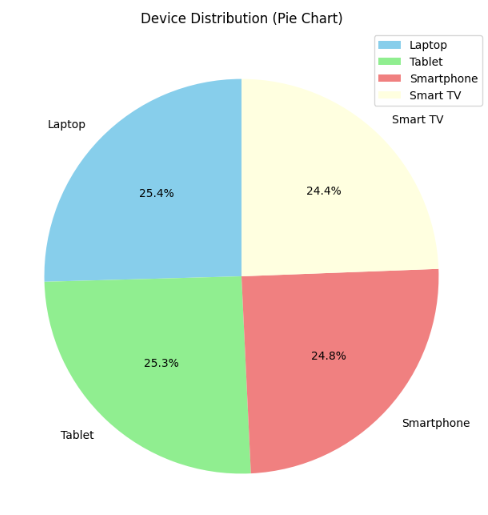 Device Distribution (Pie Chart)
Laptop
Tablet
Smartphone
Smart TV
Smart TV
Laptop
24.4%
25.4%
24.8%
25.3%
Smartphone
Tablet